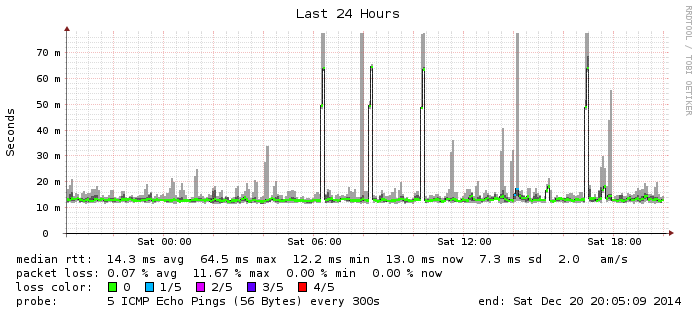 Last 24 Hours
RRDTOOL / TOBI OETIKER
Seconds
70 m
60 m
50 m
40 m
30 m
20 m
10 m
0
Sat 00:00 Sat 06:00 Sat 12:00 Sat 18:00
median rtt: 14.3 ms avg 64.5 ms max 12.2 ms min 13.0 ms now 7.3 ms sd 2.0 am/s
packet loss: 0.07 % avg 11.67 % max 0.00 % min 0.00 % now
loss color: 0 1/5 2/5 3/5 4/5
probe: 5 ICMP Echo Pings (56 Bytes) every 300s end: Sat Dec 20 20:05:09 2014